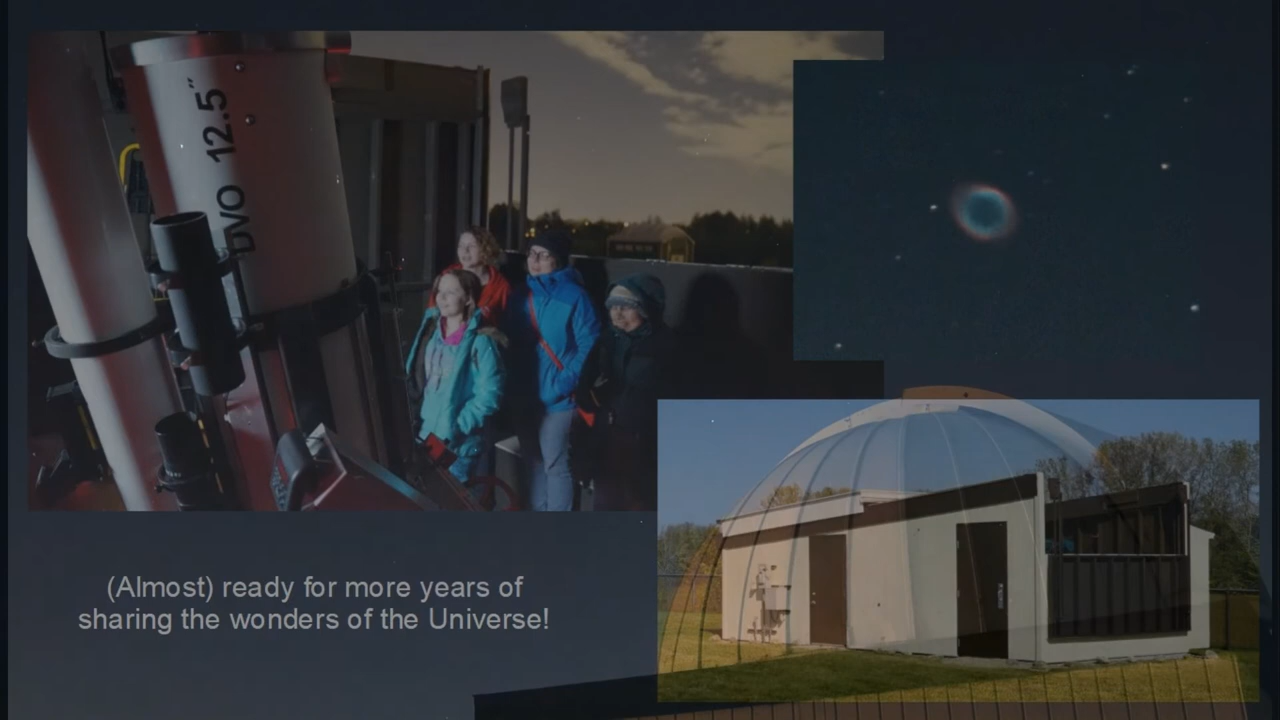 DVO 12.5"
(Almost) ready for more years of
sharing the wonders of the Universe!